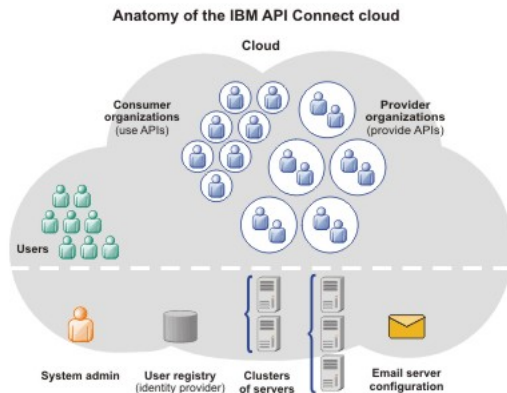 Anatomy of the IBM API Connect cloud
Cloud
Consumer
organizations
(use APIs)
Provider
organizations
(provide APIs)
Users
System admin
User registry
(identity provider)
Clusters
of servers
Email server
configuration